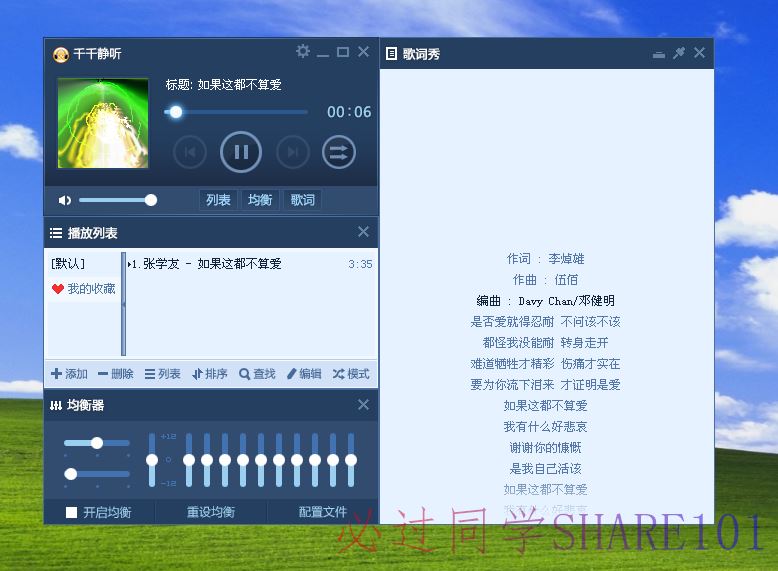 千千静听
标题: 如果这都不算爱
00:06
列表 均衡 歌词
播放列表
[默认]
我的收藏
1.张学友 - 如果这都不算爱 3:35
添加 删除 列表 排序 查找 编辑 模式
均衡器
+12
0
-12
开启均衡 重设均衡 配置文件
歌词秀
作词 : 李焯雄
作曲 : 伍佰
编曲 : Davy Chan/邓健明
是否爱就得忍耐 不问该不该
都怪我没能耐 转身走开
难道牺牲才精彩 伤痛才实在
要为你流下泪来 才证明是爱
如果这都不算爱
我有什么好悲哀
谢谢你的慷慨
是我自己活该
如果这都不算爱
我有什么好悲哀
必过同学SHARE101